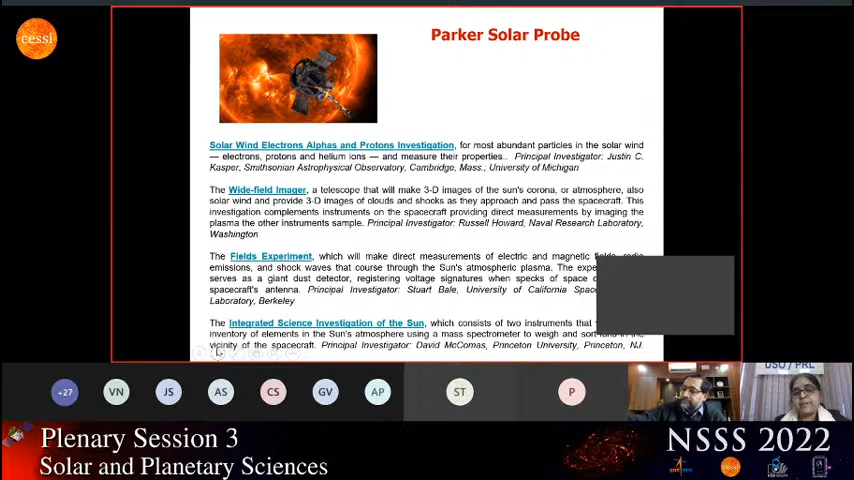 cessi
Parker Solar Probe
Solar Wind Electrons Alphas and Protons Investigation, for most abundant particles in the solar wind
— electrons, protons and helium ions — and measure their properties.. Principal Investigator: Justin C.
Kasper, Smithsonian Astrophysical Observatory, Cambridge, Mass., University of Michigan
The Wide-field Imager, a telescope that will make 3-D images of the sun's corona, or atmosphere, also
solar wind and provide 3-D images of clouds and shocks as they approach and pass the spacecraft. This
investigation complements instruments on the spacecraft providing direct measurements by imaging the
plasma the other instruments sample. Principal Investigator: Russell Howard, Naval Research Laboratory,
Washington
The Fields Experiment, which will make direct measurements of electric and magnetic fields, radio
emissions, and shock waves that course through the Sun's atmospheric plasma. The expe
serves as a giant dust detector, registering voltage signatures when specks of space d
spacecraft's antenna. Principal Investigator: Stuart Bale, University of California Space
Laboratory, Berkeley
The Integrated Science Investigation of the Sun, which consists of two instruments that
inventory of elements in the Sun's atmosphere using a mass spectrometer to weigh and sort ions in the
vicinity of the spacecraft. Principal Investigator: David McComas, Princeton University, Princeton, NJ.
+27
VN
JS
AS
CS
GV
AP
ST
P
USO / PRL
Plenary Session 3
Solar and Planetary Sciences
NSSS 2022
cessi